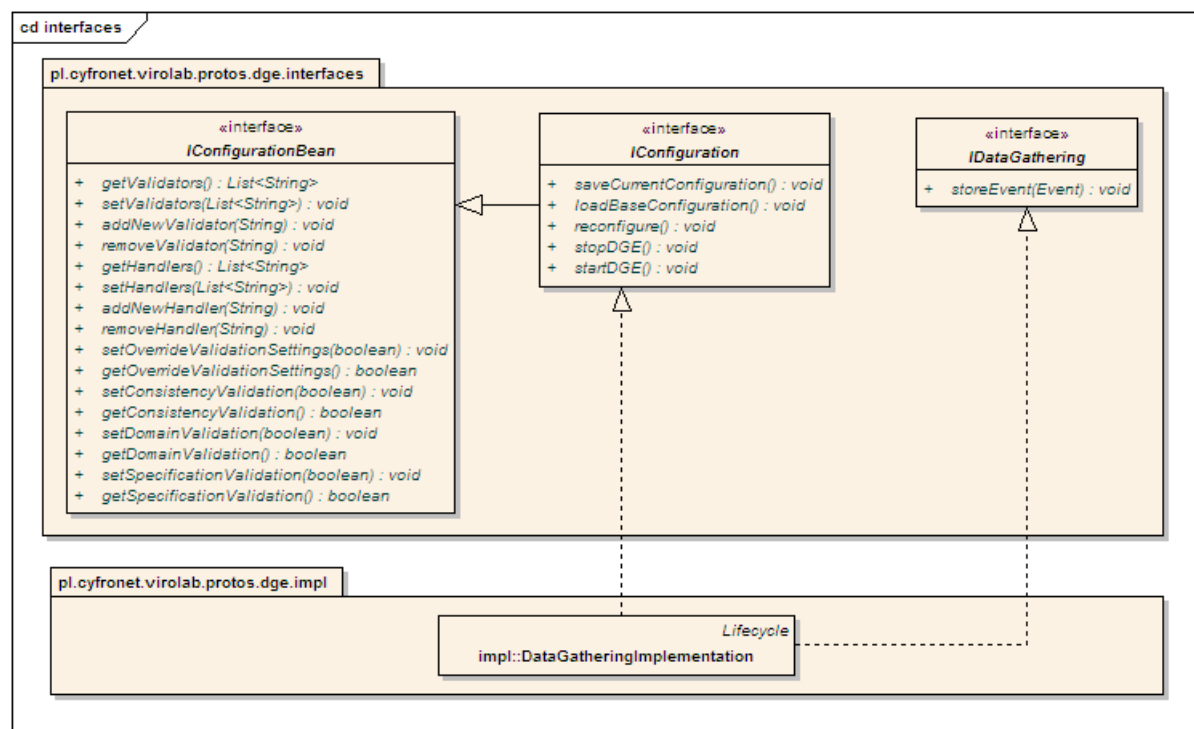 cd interfaces
pl.cyfronet.virolab.protos.dge.interfaces
«interface»
IConfigurationBean
+ getValidators() : List<String>
+ setValidators(List<String>) : void
+ addNewValidator(String) : void
+ removeValidator(String) : void
+ getHandlers() : List<String>
+ setHandlers(List<String>) : void
+ addNewHandler(String) : void
+ removeHandler(String) : void
+ setOverrideValidationSettings(boolean) : void
+ getOverrideValidationSettings() : boolean
+ setConsistencyValidation(boolean) : void
+ getConsistencyValidation() : boolean
+ setDomainValidation(boolean) : void
+ getDomainValidation() : boolean
+ setSpecificationValidation(boolean) : void
+ getSpecificationValidation() : boolean
«interface»
IConfiguration
+ saveCurrentConfiguration() : void
+ loadBaseConfiguration() : void
+ reconfigure() : void
+ stopDGE() : void
+ startDGE() : void
«interface»
IDataGathering
+ storeEvent(Event) : void
pl.cyfronet.virolab.protos.dge.impl
Lifecycle
impl::DataGatheringImplementation